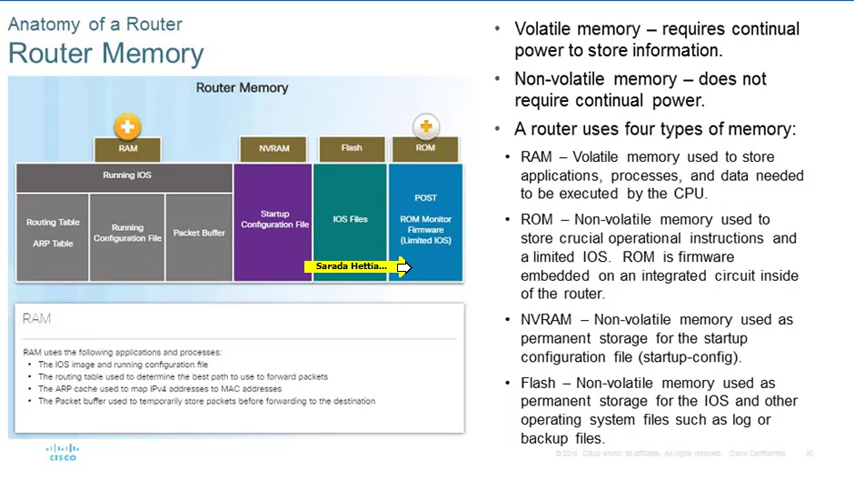 Anatomy of a Router
Router Memory
Router Memory
RAM
NVRAM
Flash
ROM
Running IOS
Routing Table
ARP Table
Running
Configuration File
Packet Buffer
Startup
Configuration File
IOS Files
POST
ROM Monitor
Firmware
(Limited IOS)
Sarada Hettia...
RAM
RAM uses the following applications and processes:
• The IOS image and running configuration file
• The routing table used to determine the best path to use to forward packets
• The ARP cache used to map IPv4 addresses to MAC addresses
• The Packet buffer used to temporarily store packets before forwarding to the destination
CISCO
• Volatile memory – requires continual
power to store information.
• Non-volatile memory – does not
require continual power.
• A router uses four types of memory:
• RAM – Volatile memory used to store
applications, processes, and data needed
to be executed by the CPU.
• ROM – Non-volatile memory used to
store crucial operational instructions and
a limited IOS. ROM is firmware
embedded on an integrated circuit inside
of the router.
• NVRAM – Non-volatile memory used as
permanent storage for the startup
configuration file (startup-config).
• Flash – Non-volatile memory used as
permanent storage for the IOS and other
operating system files such as log or
backup files.
Cisco and/or its affiliates. All rights reserved. Cisco Confidential